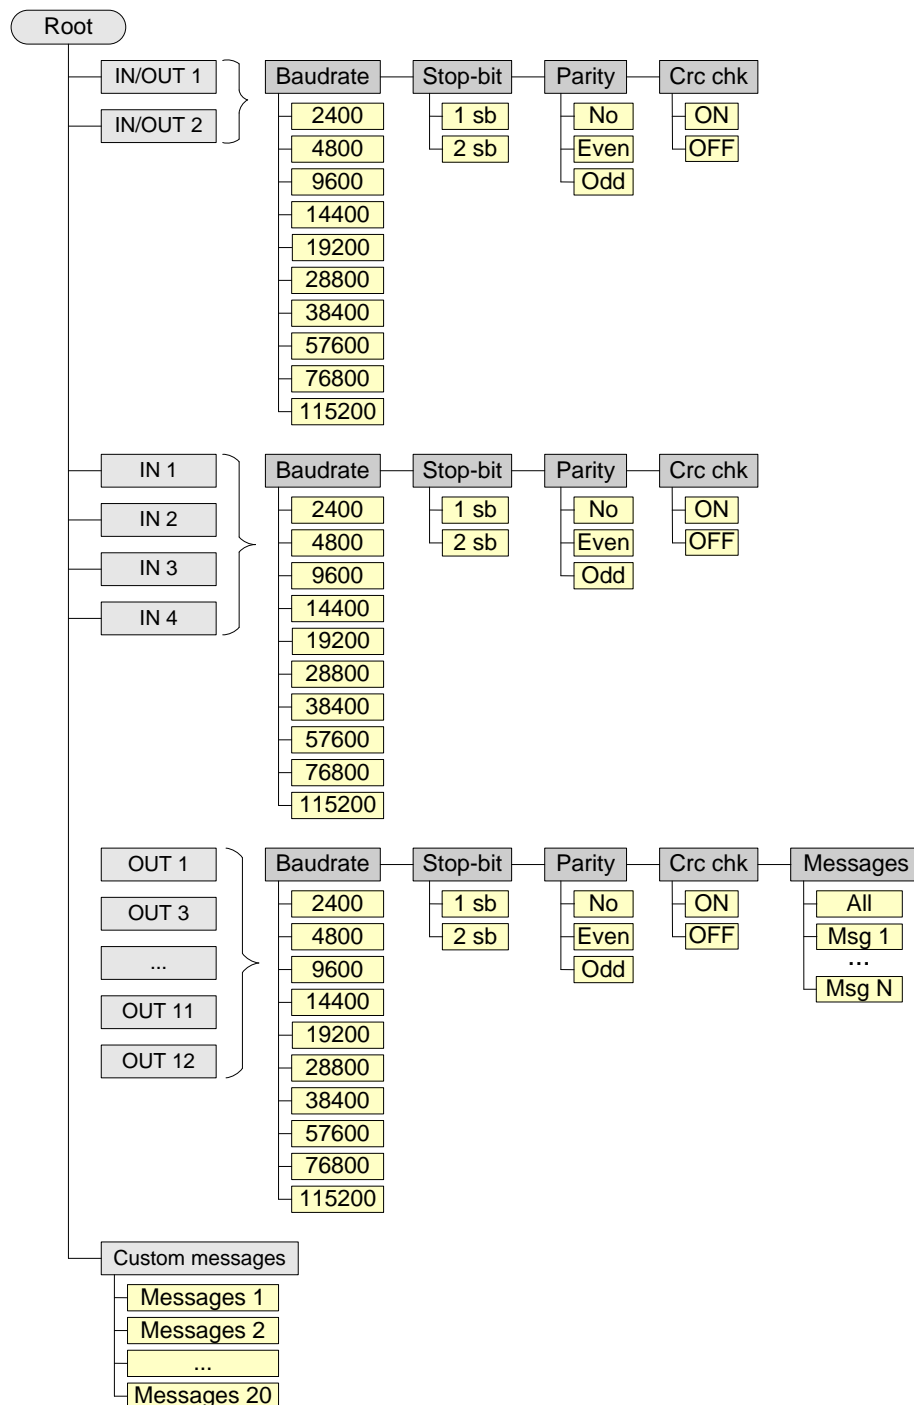 Root
IN/OUT 1
IN/OUT 2
Baudrate Stop-bit Parity Crc chk
2400 1 sb No ON
4800 2 sb Even OFF
9600 Odd
14400
19200
28800
38400
57600
76800
115200
IN 1
IN 2
IN 3
IN 4
Baudrate Stop-bit Parity Crc chk
2400 1 sb No ON
4800 2 sb Even OFF
9600 Odd
14400
19200
28800
38400
57600
76800
115200
OUT 1
OUT 3
...
OUT 11
OUT 12
Baudrate Stop-bit Parity Crc chk Messages
2400 1 sb No ON All
4800 2 sb Even OFF Msg 1
9600 Odd ...
14400 Msg N
19200
28800
38400
57600
76800
115200
Custom messages
Messages 1
Messages 2
...
Messages 20